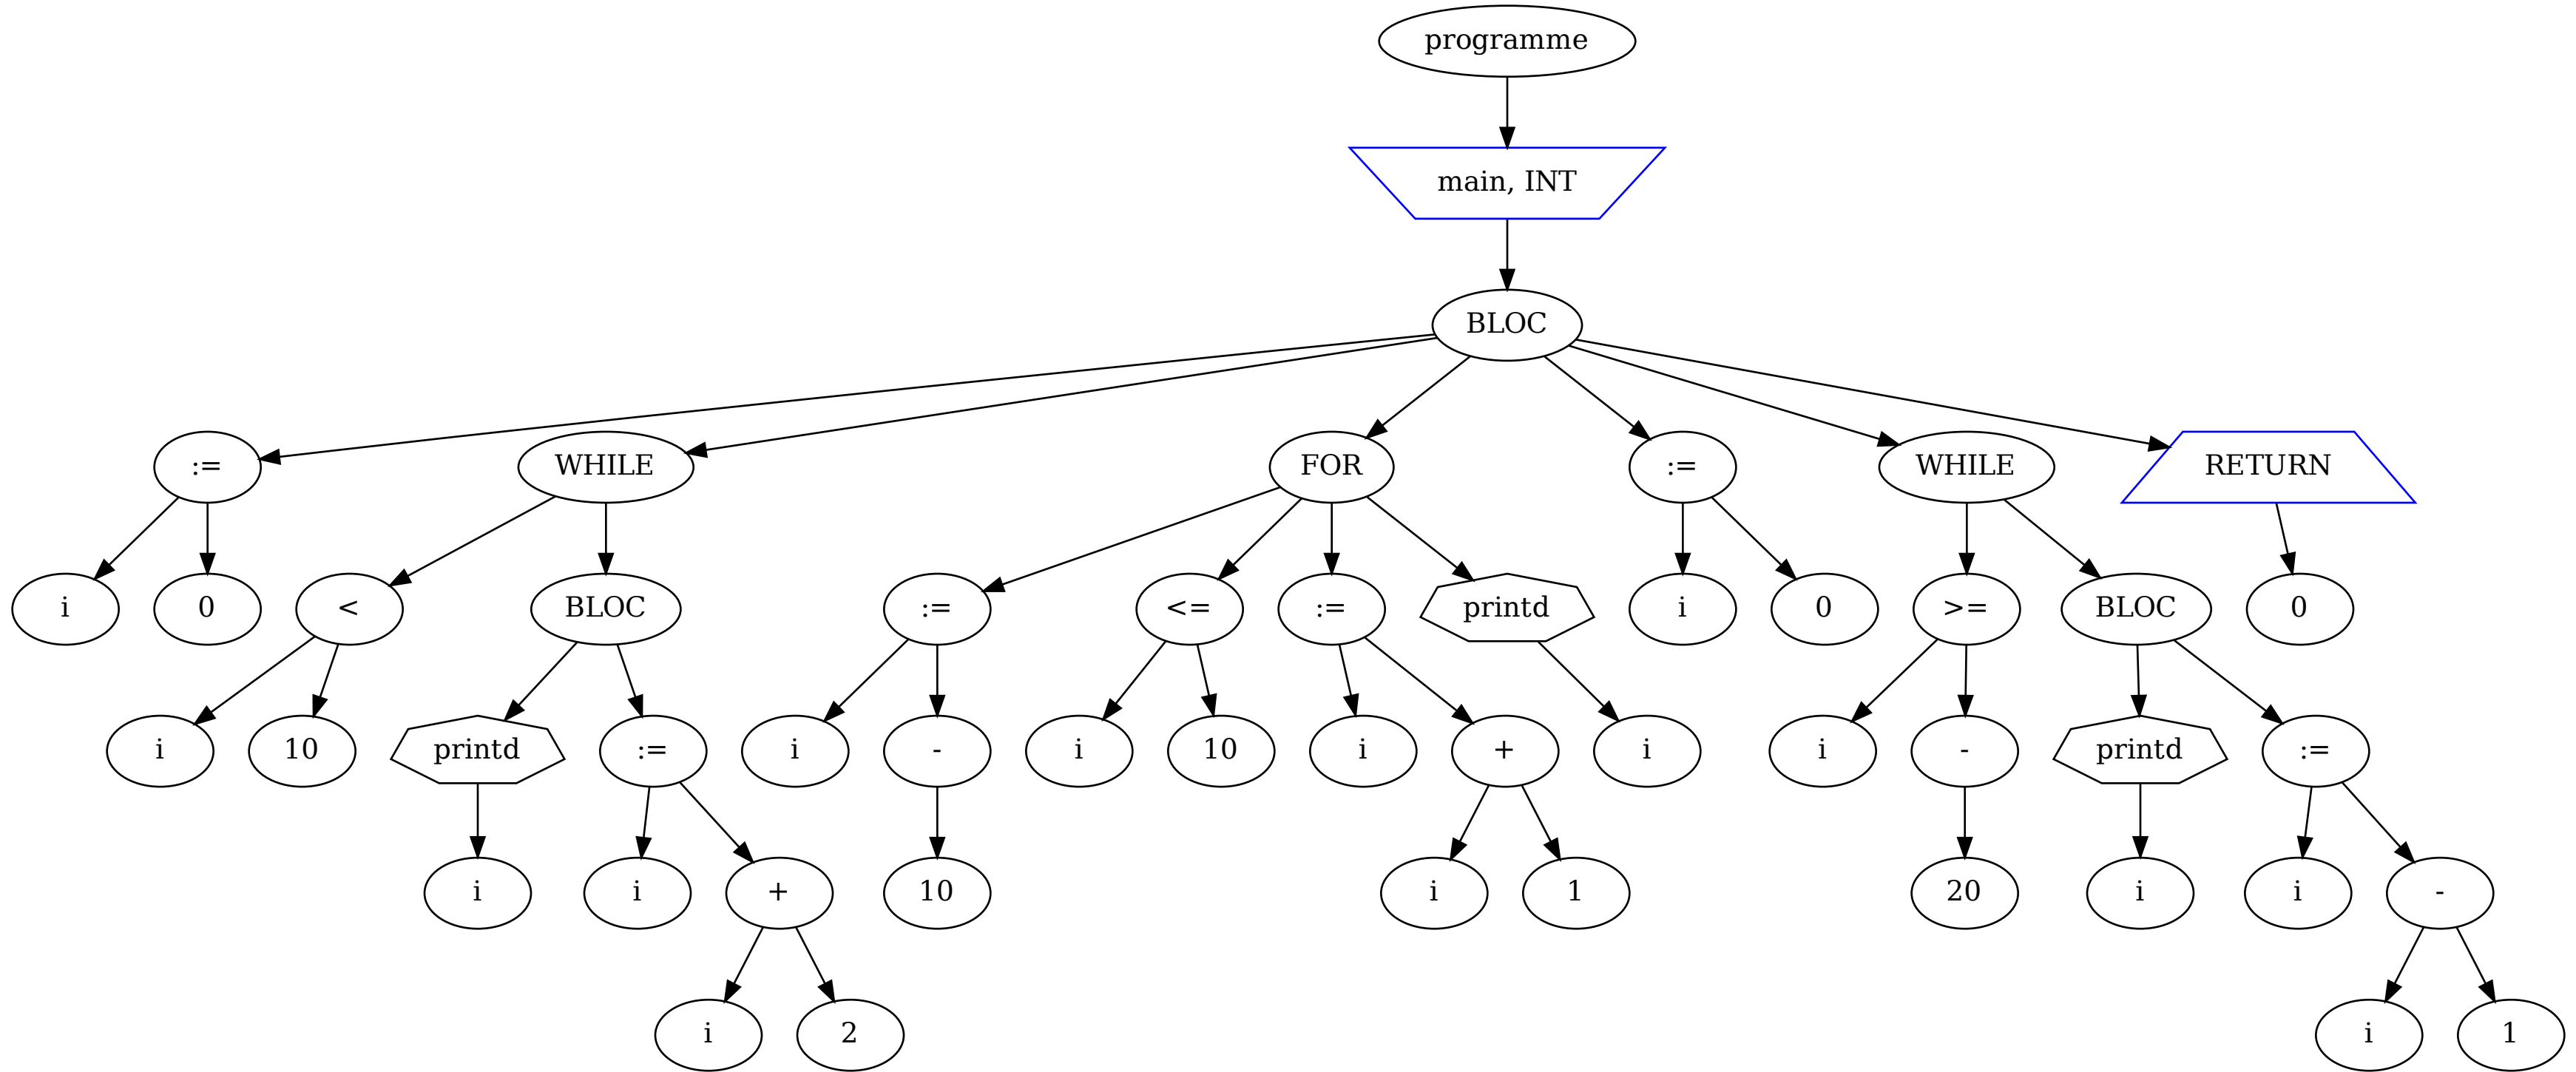 programme
main, INT
BLOC
:=
WHILE
FOR
:=
WHILE
RETURN
i
0
<
BLOC
:=
<=
:=
printd
i
0
>=
BLOC
0
i
10
printd
:=
i
-
i
10
i
+
i
i
-
printd
:=
i
i
+
10
i
1
20
i
i
-
i
2
i
1